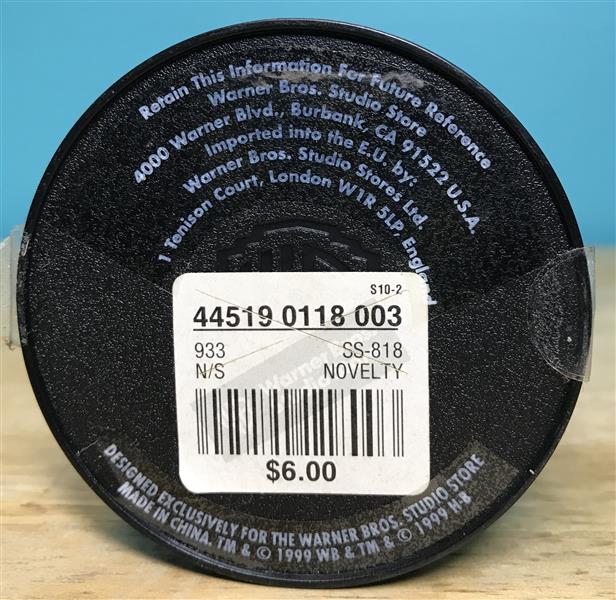 Retain This Information For Future Reference
Warner Bros. Studio Store
4000 Warner Blvd., Burbank, CA 91522 U.S.A.
Imported into the E.U. by:
Warner Bros. Studio Stores Ltd.
1 Tenison Court, London W1R 5LP, England
S10-2
44519 0118 003
933 SS-818
N/S NOVELTY
Warner Bros
Studio
$6.00
DESIGNED EXCLUSIVELY FOR THE WARNER BROS. STUDIO STORE
MADE IN CHINA. TM & © 1999 WB & TM & © 1999 H-B